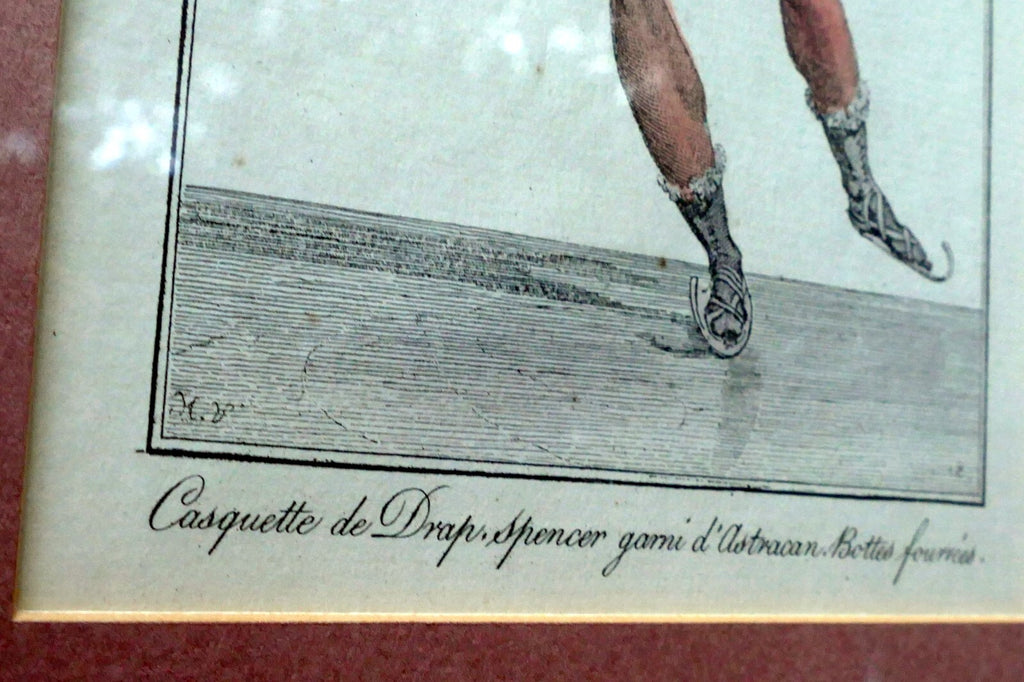 H. V.
Casquette de Drap. Spencer garni d'Astracan. Bottes fourrées.